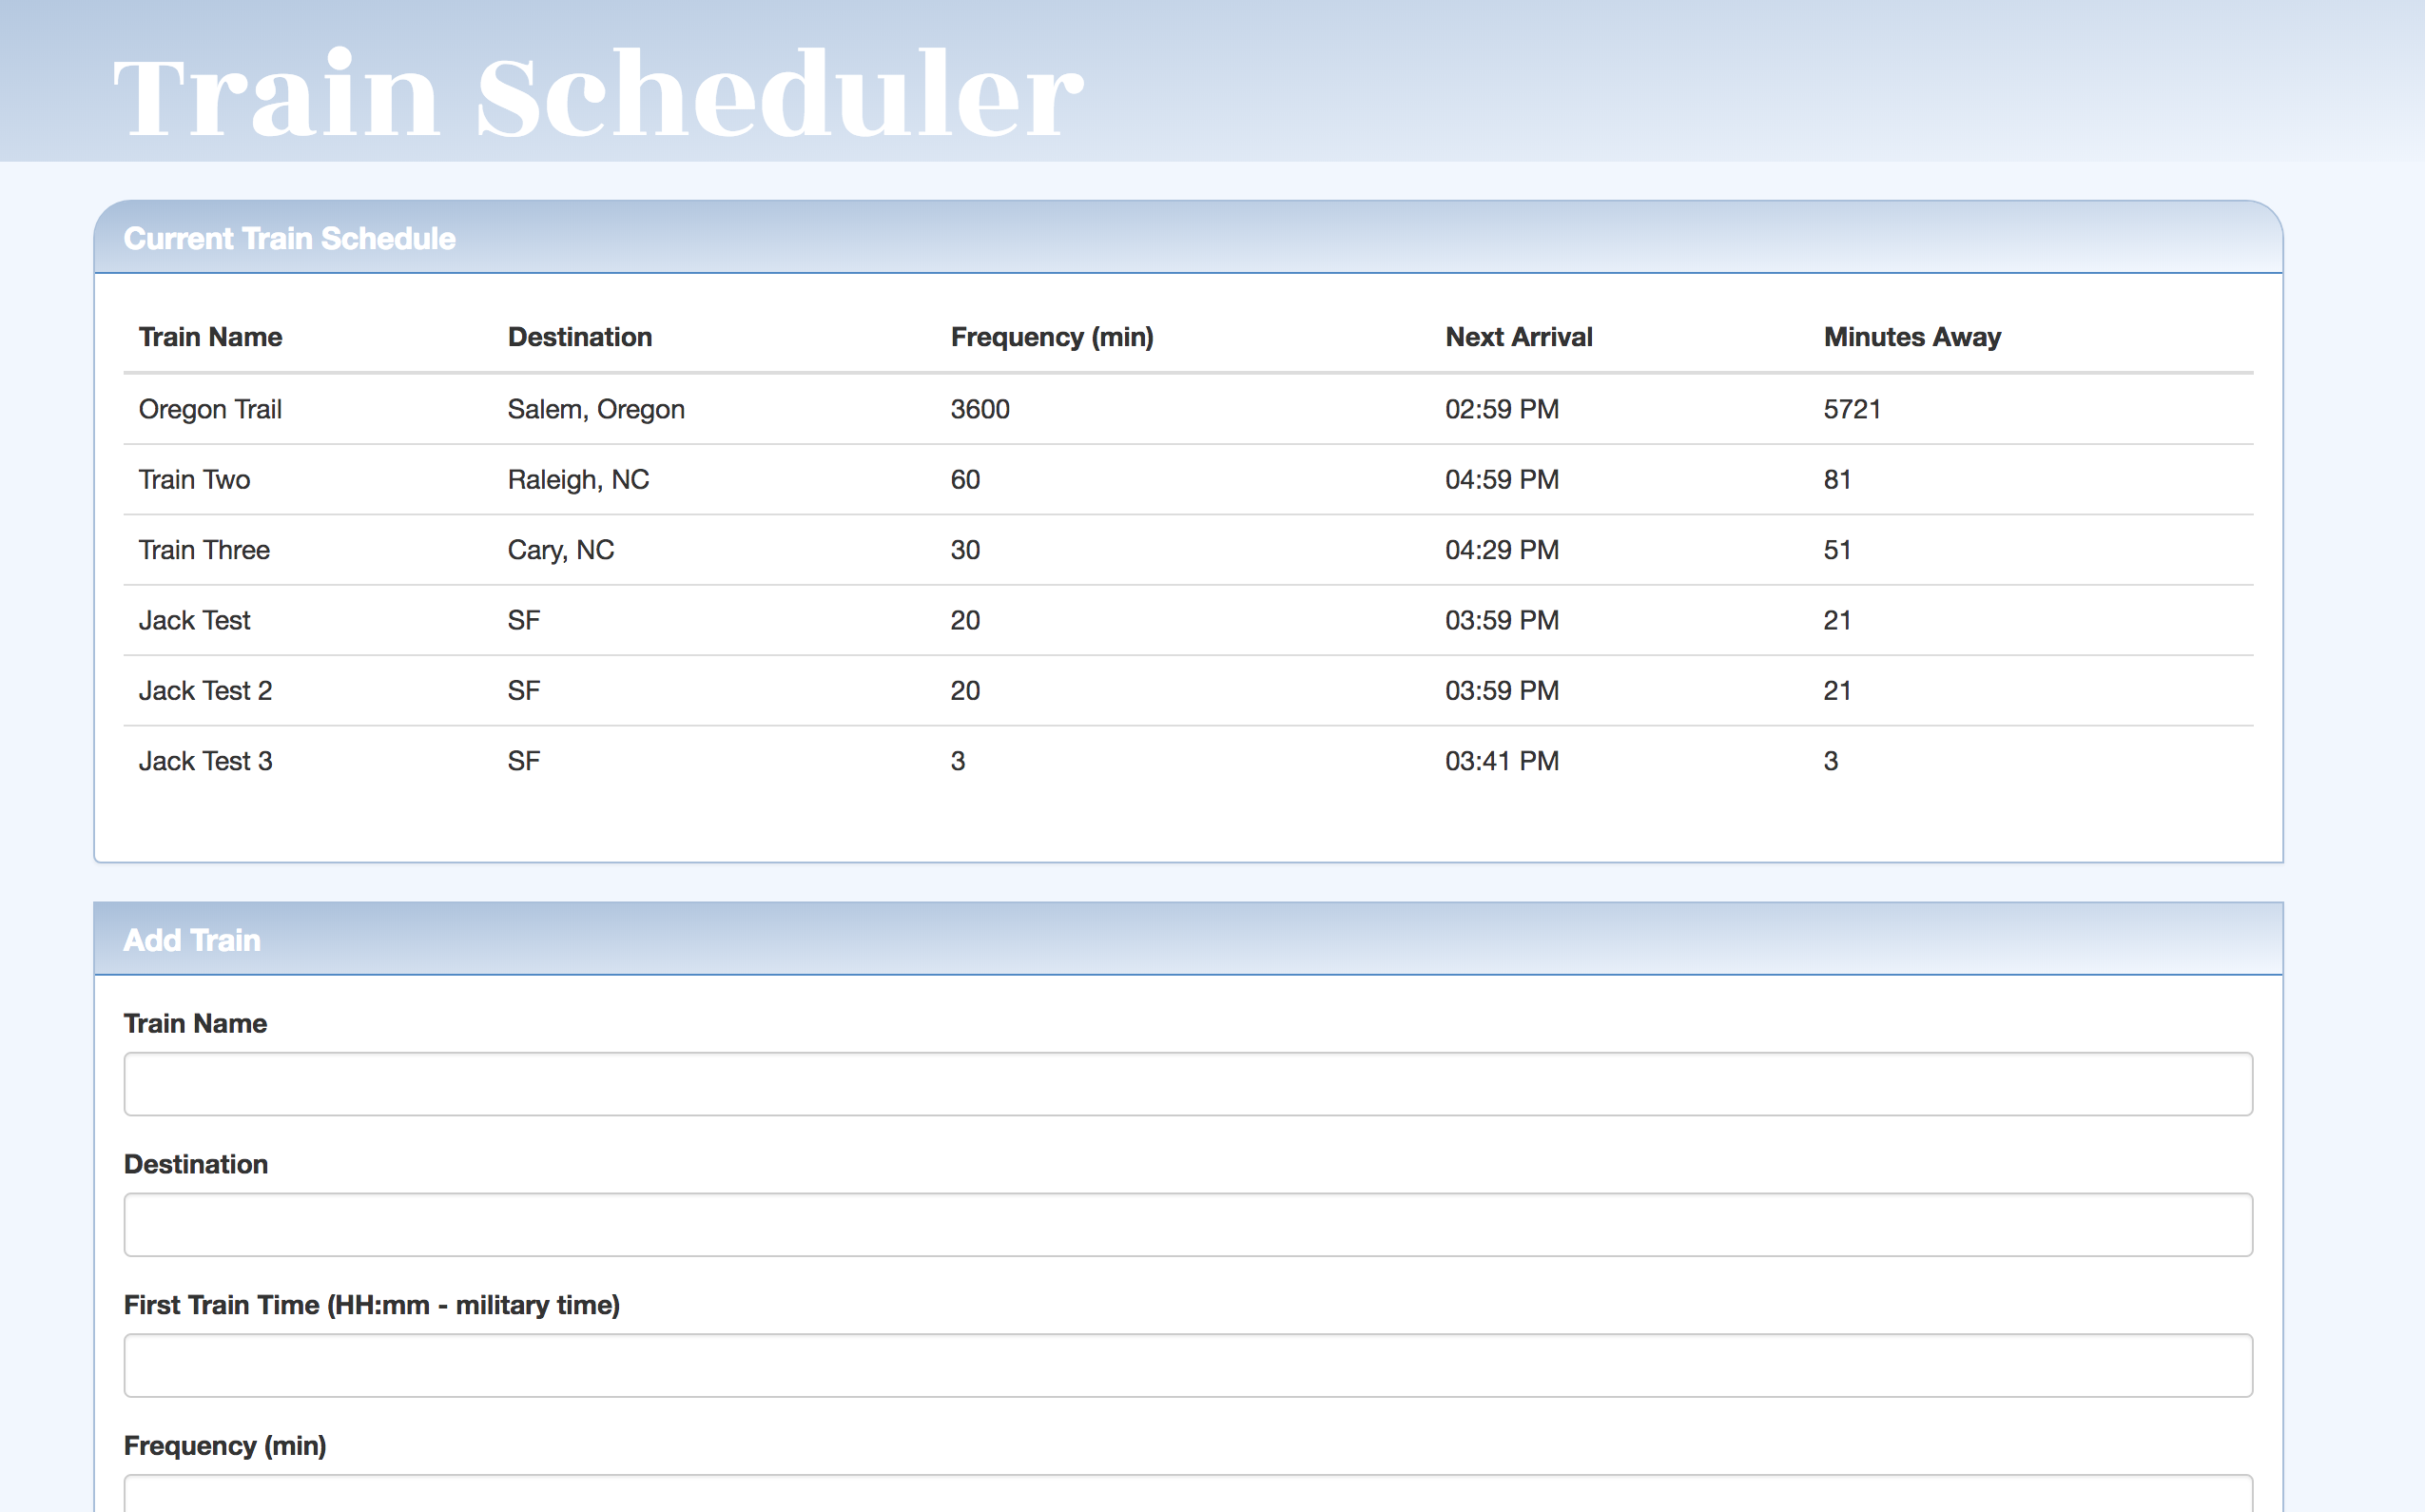 Train Scheduler
Current Train Schedule
Train Name Destination Frequency (min) Next Arrival Minutes Away
Oregon Trail Salem, Oregon 3600 02:59 PM 5721
Train Two Raleigh, NC 60 04:59 PM 81
Train Three Cary, NC 30 04:29 PM 51
Jack Test SF 20 03:59 PM 21
Jack Test 2 SF 20 03:59 PM 21
Jack Test 3 SF 3 03:41 PM 3
Add Train
Train Name
Destination
First Train Time (HH:mm - military time)
Frequency (min)